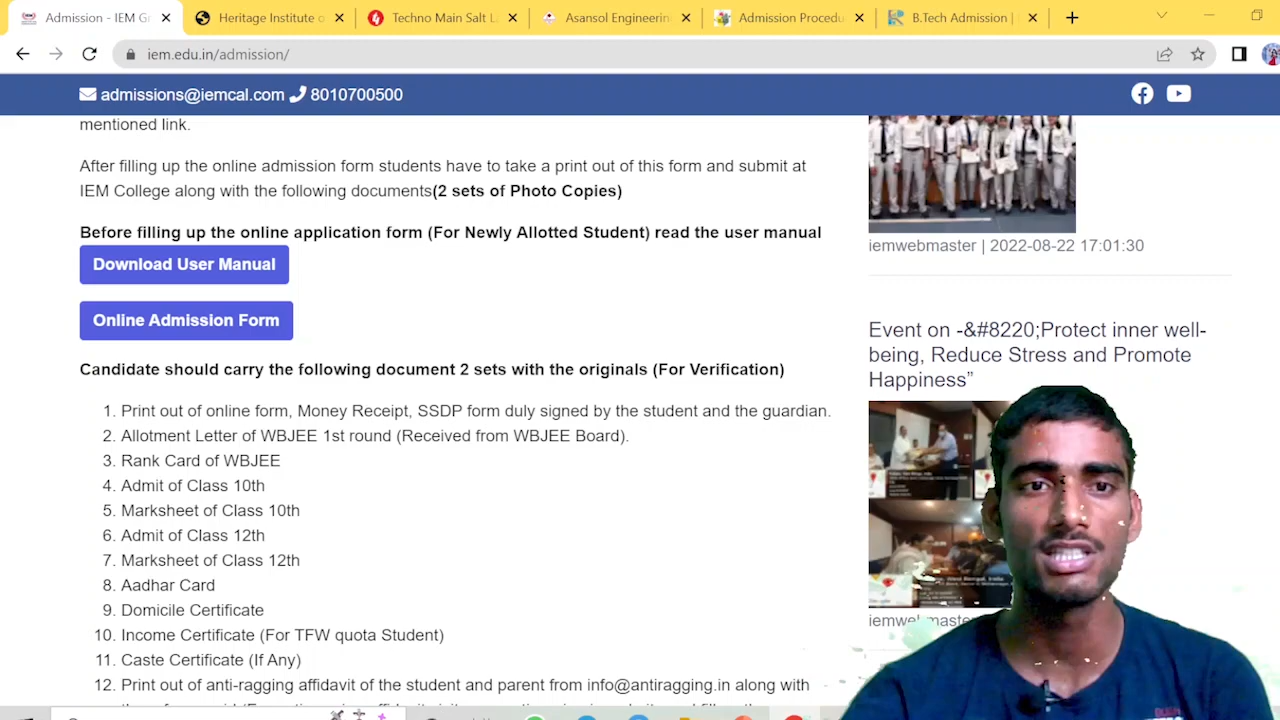 Admission - IEM Gr
Heritage Institute o
Techno Main Salt L
Asansol Engineerin
Admission Procedu
B.Tech Admission |
iem.edu.in/admission/
admissions@iemcal.com 8010700500
mentioned link.
After filling up the online admission form students have to take a print out of this form and submit at
IEM College along with the following documents(2 sets of Photo Copies)
Before filling up the online application form (For Newly Allotted Student) read the user manual
Download User Manual
Online Admission Form
Candidate should carry the following document 2 sets with the originals (For Verification)
1. Print out of online form, Money Receipt, SSDP form duly signed by the student and the guardian.
2. Allotment Letter of WBJEE 1st round (Received from WBJEE Board).
3. Rank Card of WBJEE
4. Admit of Class 10th
5. Marksheet of Class 10th
6. Admit of Class 12th
7. Marksheet of Class 12th
8. Aadhar Card
9. Domicile Certificate
10. Income Certificate (For TFW quota Student)
11. Caste Certificate (If Any)
12. Print out of anti-ragging affidavit of the student and parent from info@antiragging.in along with
iemwebmaster | 2022-08-22 17:01:30
Event on -&#8220;Protect inner well-
being, Reduce Stress and Promote
Happiness”
iemwebmaster